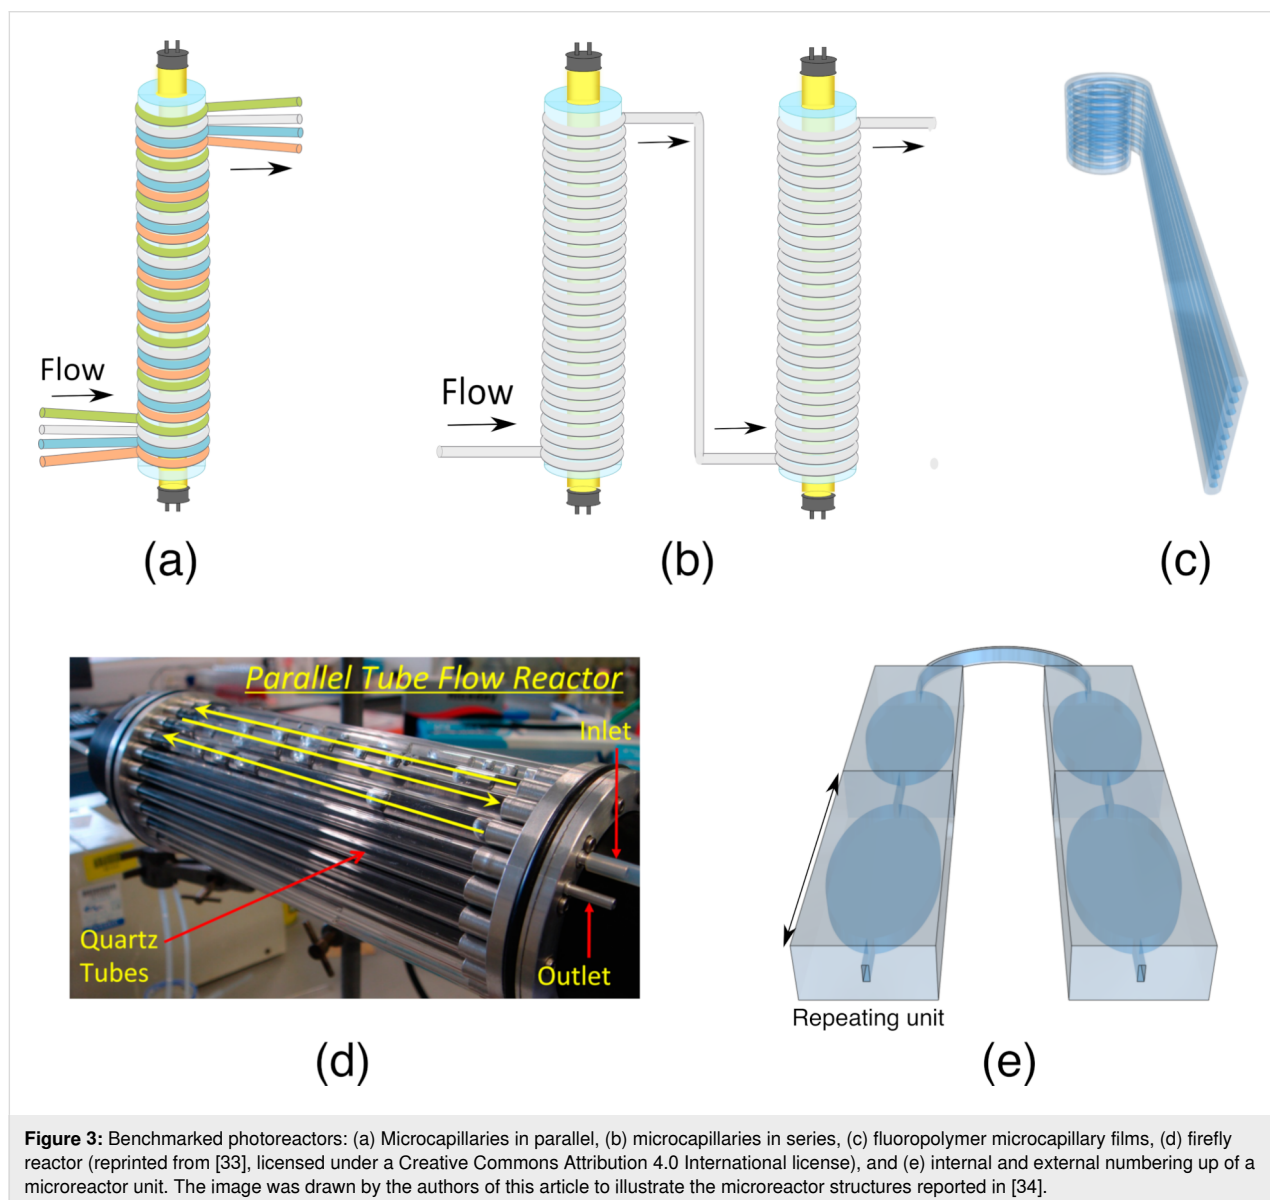 Flow
(a)
Flow
(b)
(c)
Parallel Tube Flow Reactor
Inlet
Quartz
Tubes
Outlet
(d)
Repeating unit
(e)
Figure 3: Benchmarked photoreactors: (a) Microcapillaries in parallel, (b) microcapillaries in series, (c) fluoropolymer microcapillary films, (d) firefly
reactor (reprinted from [33], licensed under a Creative Commons Attribution 4.0 International license), and (e) internal and external numbering up of a
microreactor unit. The image was drawn by the authors of this article to illustrate the microreactor structures reported in [34].